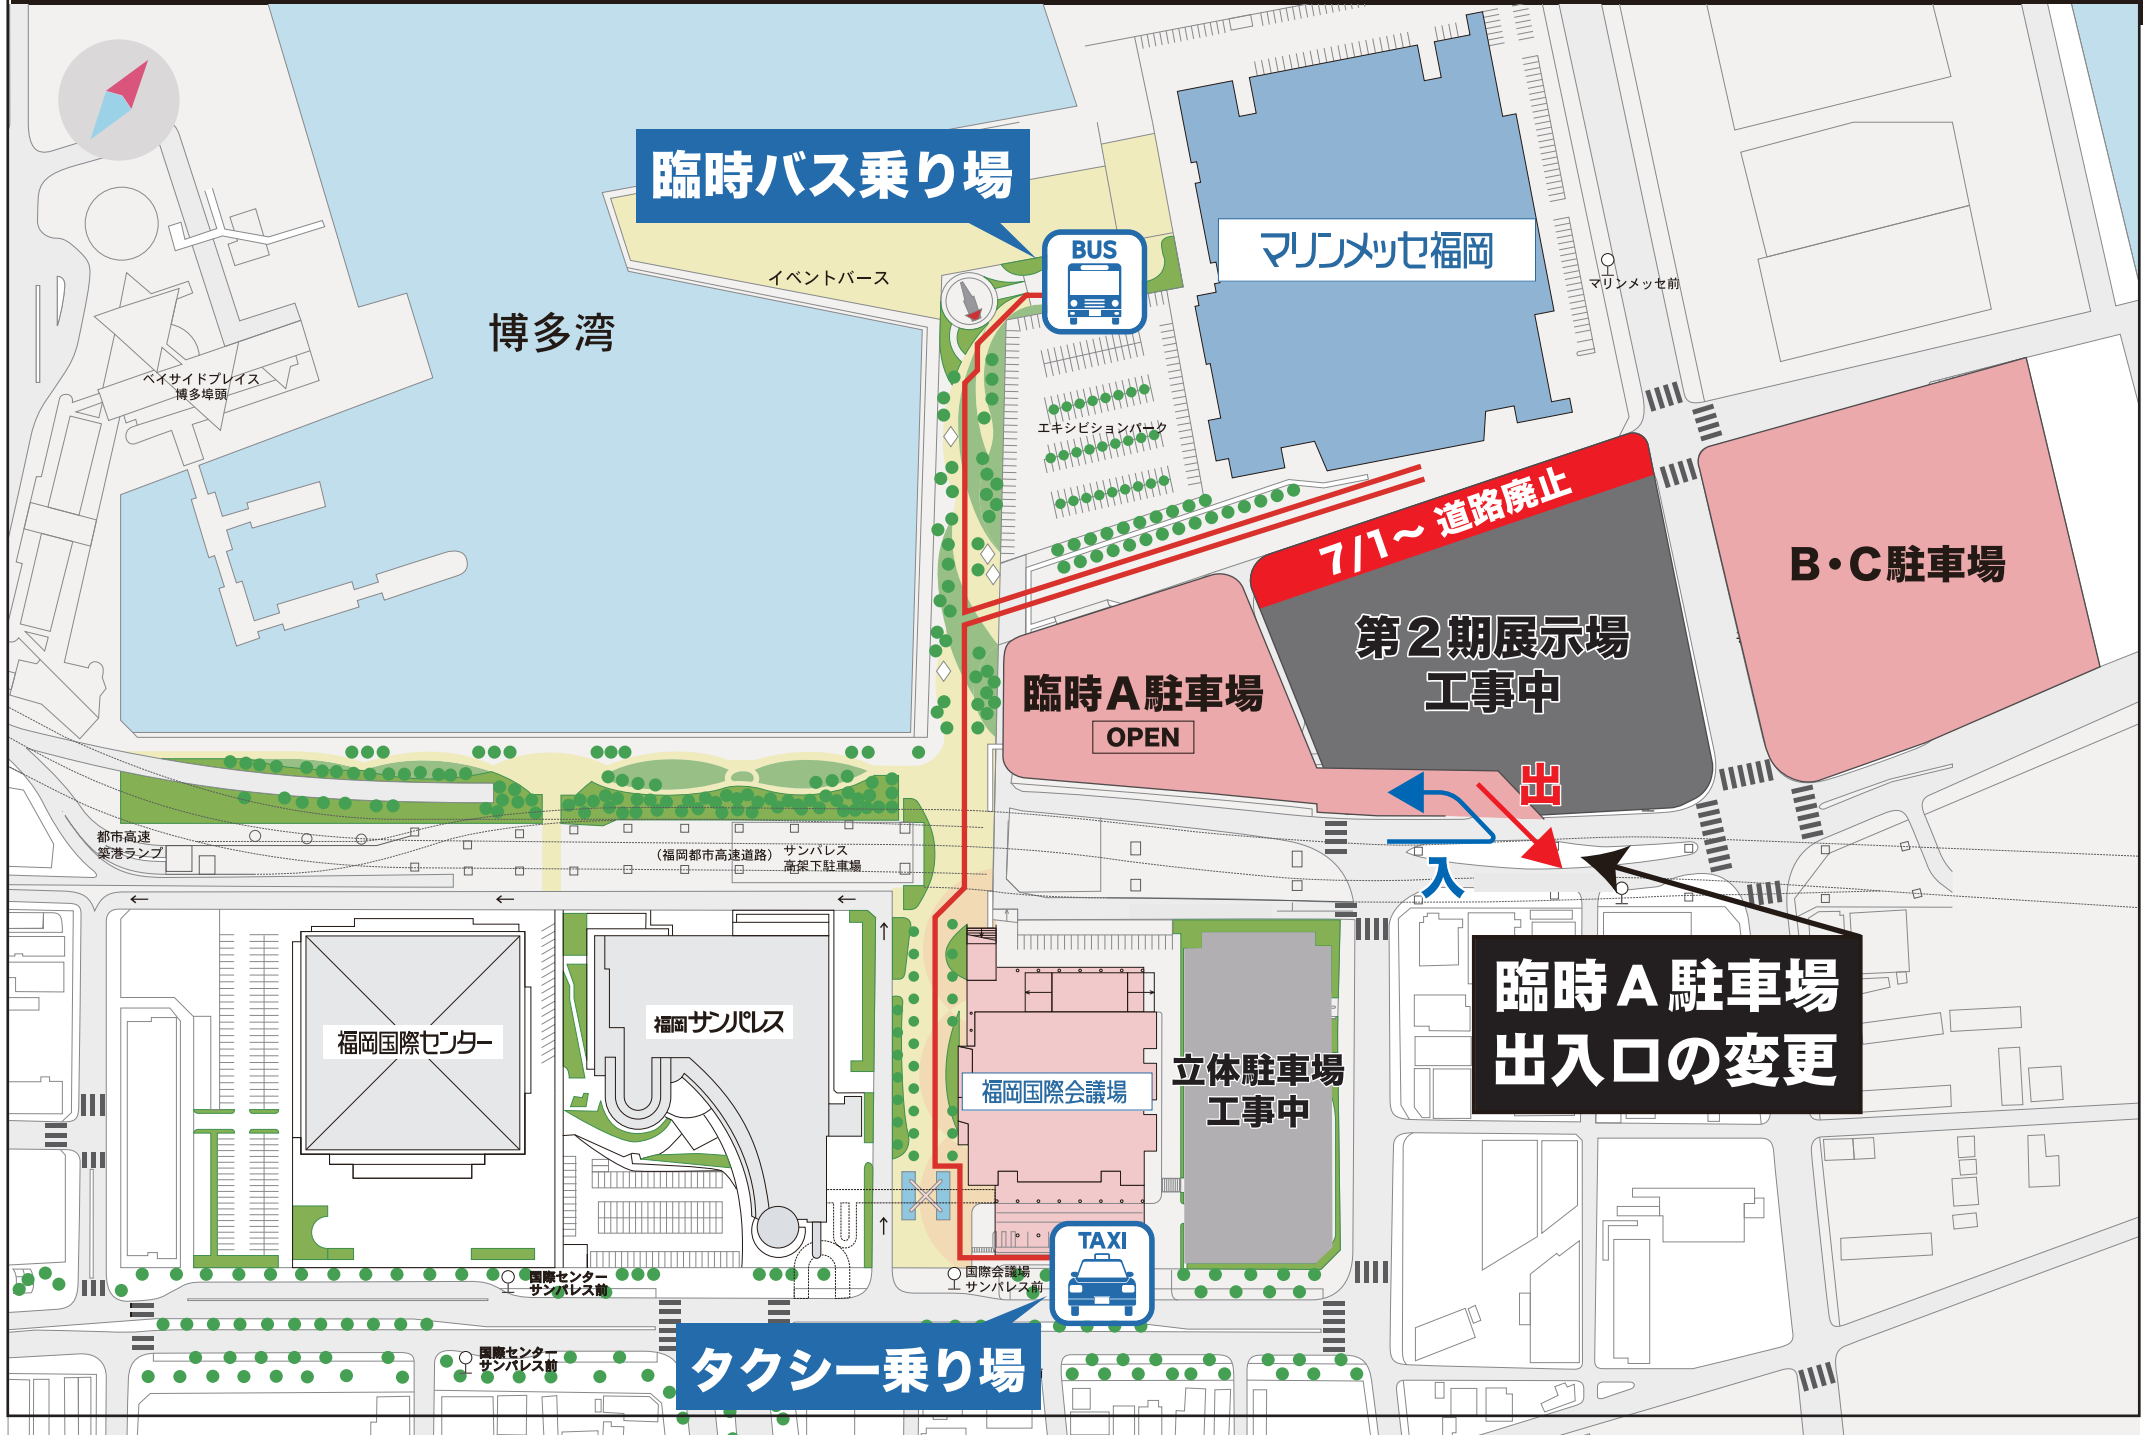 臨時バス乗り場
BUS
マリンメッセ福岡
マリンメッセ前
イベントバース
博多湾
ベイサイドプレイス
博多埠頭
エキシビションパーク
7/1～ 道路廃止
B・C駐車場
第2期展示場
工事中
臨時A駐車場
OPEN
出
入
都市高速
築港ランプ
（福岡都市高速道路）
サンパレス
高架下駐車場
臨時A駐車場
出入口の変更
福岡国際センター
福岡サンパレス
福岡国際会議場
立体駐車場
工事中
TAXI
国際センター
サンパレス前
国際会議場
サンパレス前
国際センター
サンパレス前
タクシー乗り場